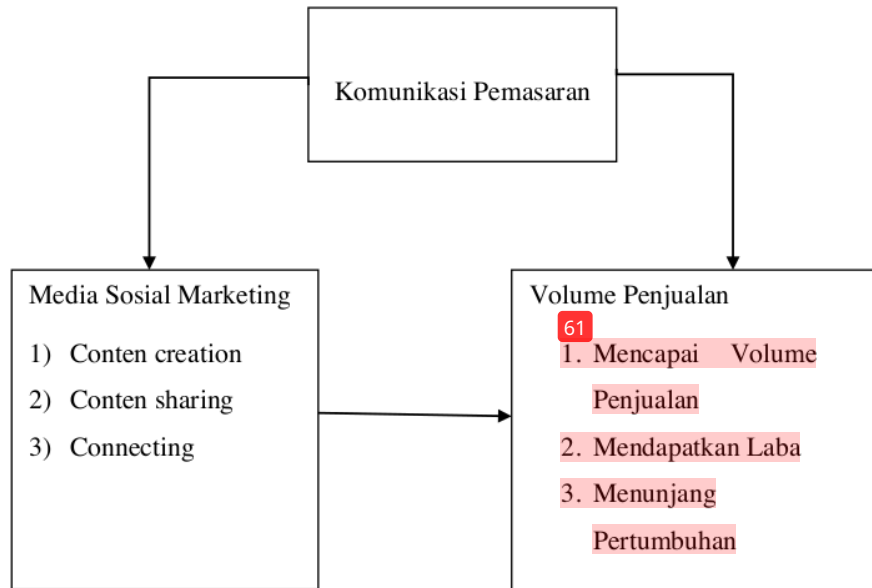 Komunikasi Pemasaran
Media Sosial Marketing
1) Conten creation
2) Conten sharing
3) Connecting
Volume Penjualan
61
1. Mencapai Volume
Penjualan
2. Mendapatkan Laba
3. Menunjang
Pertumbuhan